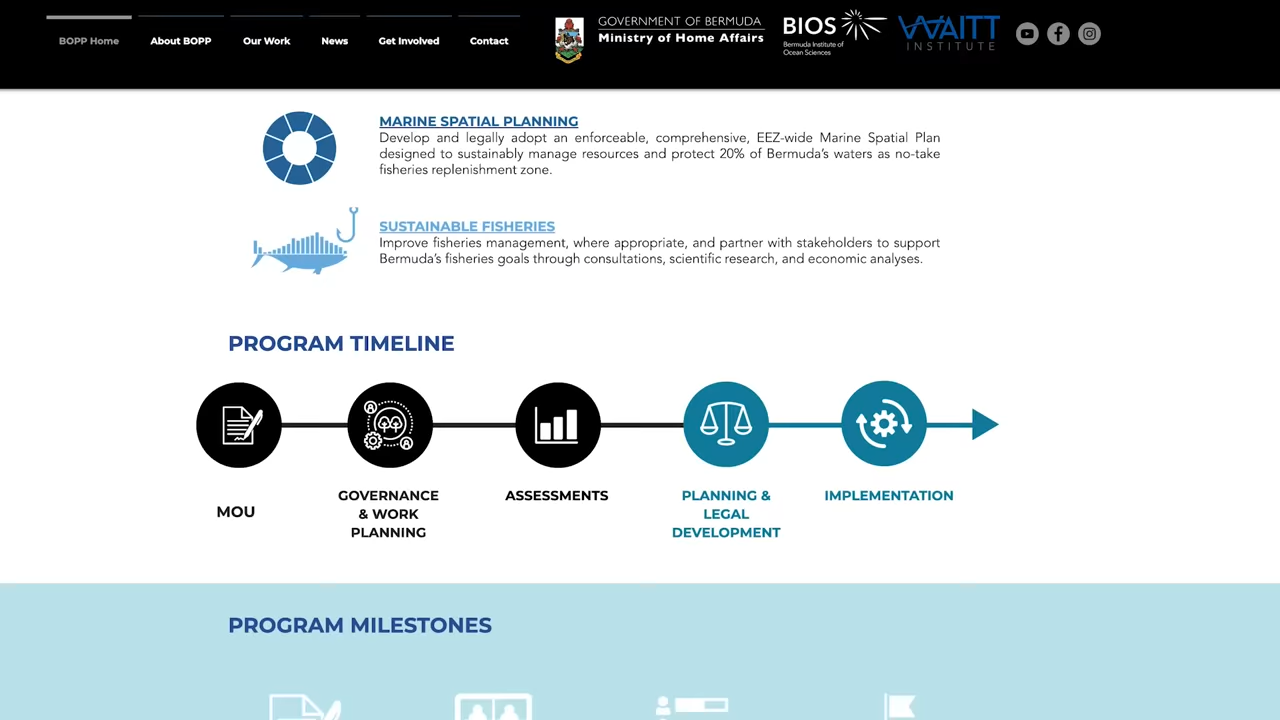 BOPP Home
About BOPP
Our Work
News
Get Involved
Contact
GOVERNMENT OF BERMUDA
Ministry of Home Affairs
BIOS
Bermuda Institute of
Ocean Sciences
WAITT
INSTITUTE
MARINE SPATIAL PLANNING
Develop and legally adopt an enforceable, comprehensive, EEZ-wide Marine Spatial Plan
designed to sustainably manage resources and protect 20% of Bermuda's waters as no-take
fisheries replenishment zone.
SUSTAINABLE FISHERIES
Improve fisheries management, where appropriate, and partner with stakeholders to support
Bermuda's fisheries goals through consultations, scientific research, and economic analyses.
PROGRAM TIMELINE
MOU
GOVERNANCE
& WORK
PLANNING
ASSESSMENTS
PLANNING &
LEGAL
DEVELOPMENT
IMPLEMENTATION
PROGRAM MILESTONES